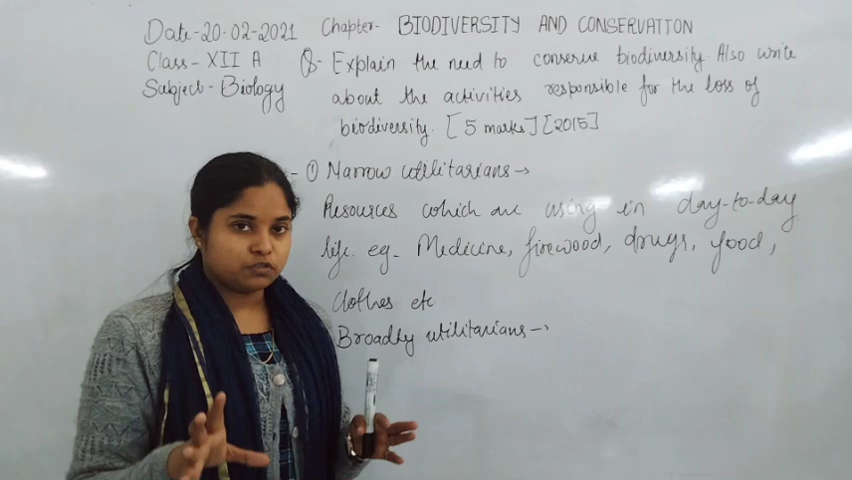 Date-20.02-2021 Chapter- BIODIVERSITY AND CONSERVATION
Class- XII A Q- Explain the need to conserve biodiversity Also write
Subject- Biology about the activities responsible for the loss of
biodiversity. [5 marks] [2015]
- ① Narrow utilitarians →
Resources which are using in day-to-day
life. eg- Medicine, firewood, drugs, food,
clothes etc
Broadly utilitarians →